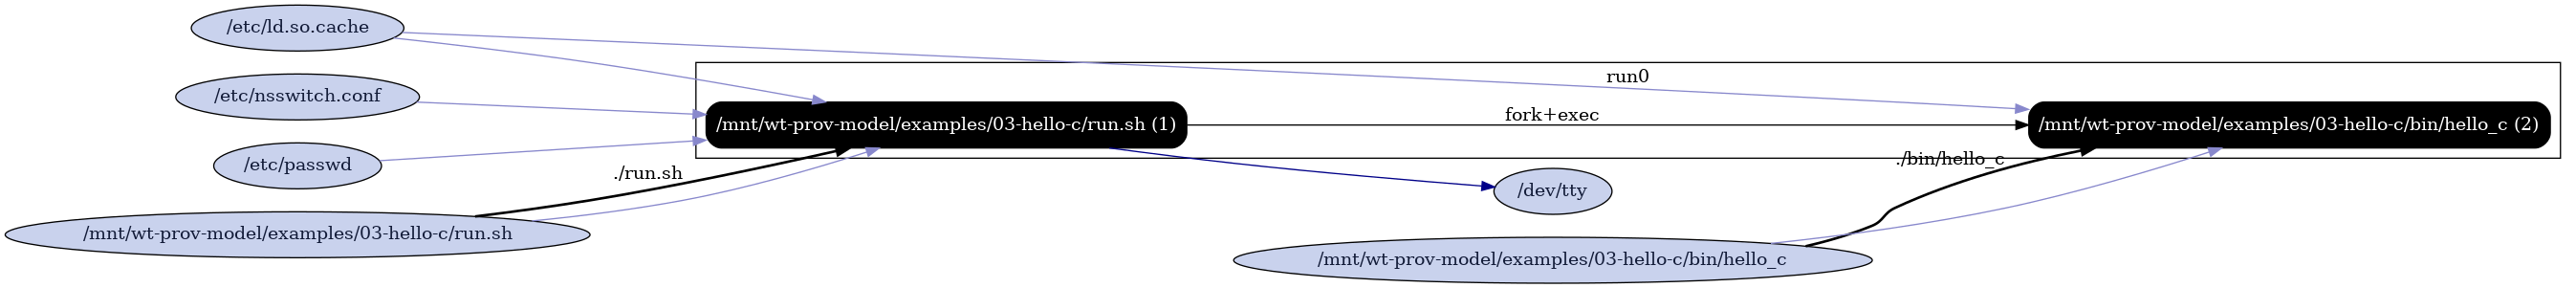 /etc/ld.so.cache
run0
/etc/nsswitch.conf
fork+exec
/mnt/wt-prov-model/examples/03-hello-c/run.sh (1)
/mnt/wt-prov-model/examples/03-hello-c/bin/hello_c (2)
/etc/passwd
./bin/hello_c
./run.sh
/dev/tty
/mnt/wt-prov-model/examples/03-hello-c/run.sh
/mnt/wt-prov-model/examples/03-hello-c/bin/hello_c